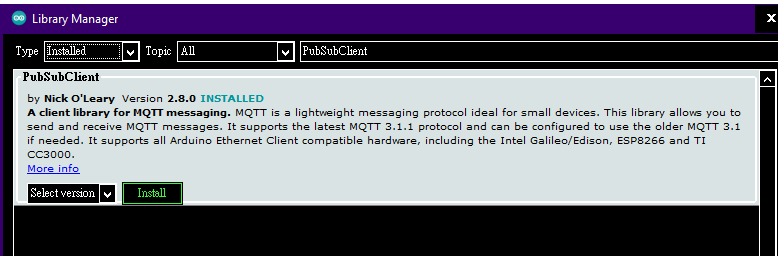 Library Manager
X
Type Installed Topic All PubSubClient
PubSubClient
by Nick O'Leary Version 2.8.0 INSTALLED
A client library for MQTT messaging. MQTT is a lightweight messaging protocol ideal for small devices. This library allows you to
send and receive MQTT messages. It supports the latest MQTT 3.1.1 protocol and can be configured to use the older MQTT 3.1
if needed. It supports all Arduino Ethernet Client compatible hardware, including the Intel Galileo/Edison, ESP8266 and TI
CC3000.
More info
Select version Install